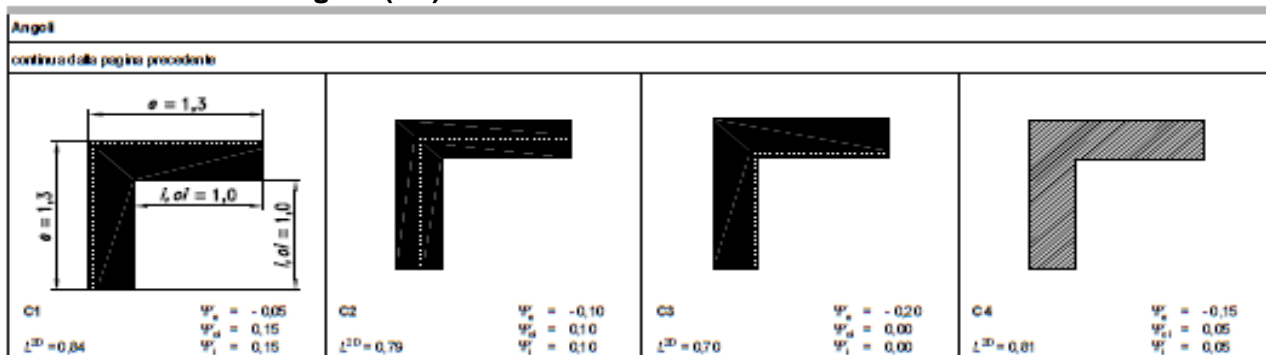 Angoli
continua dalla pagina precedente
e = 1,3
e = 1,3
i, oi = 1,0
i, oi = 1,0
C1
Ψe = - 0,05
Ψoi = 0,15
L2D = 0,84
Ψi = 0,15
C2
Ψe = -0,10
Ψoi = 0,10
L2D = 0,79
Ψi = 0,10
C3
Ψe = -0,20
Ψoi = 0,00
L2D = 0,70
Ψi = 0,00
C4
Ψe = -0,15
Ψoi = 0,05
L2D = 0,81
Ψi = 0,05